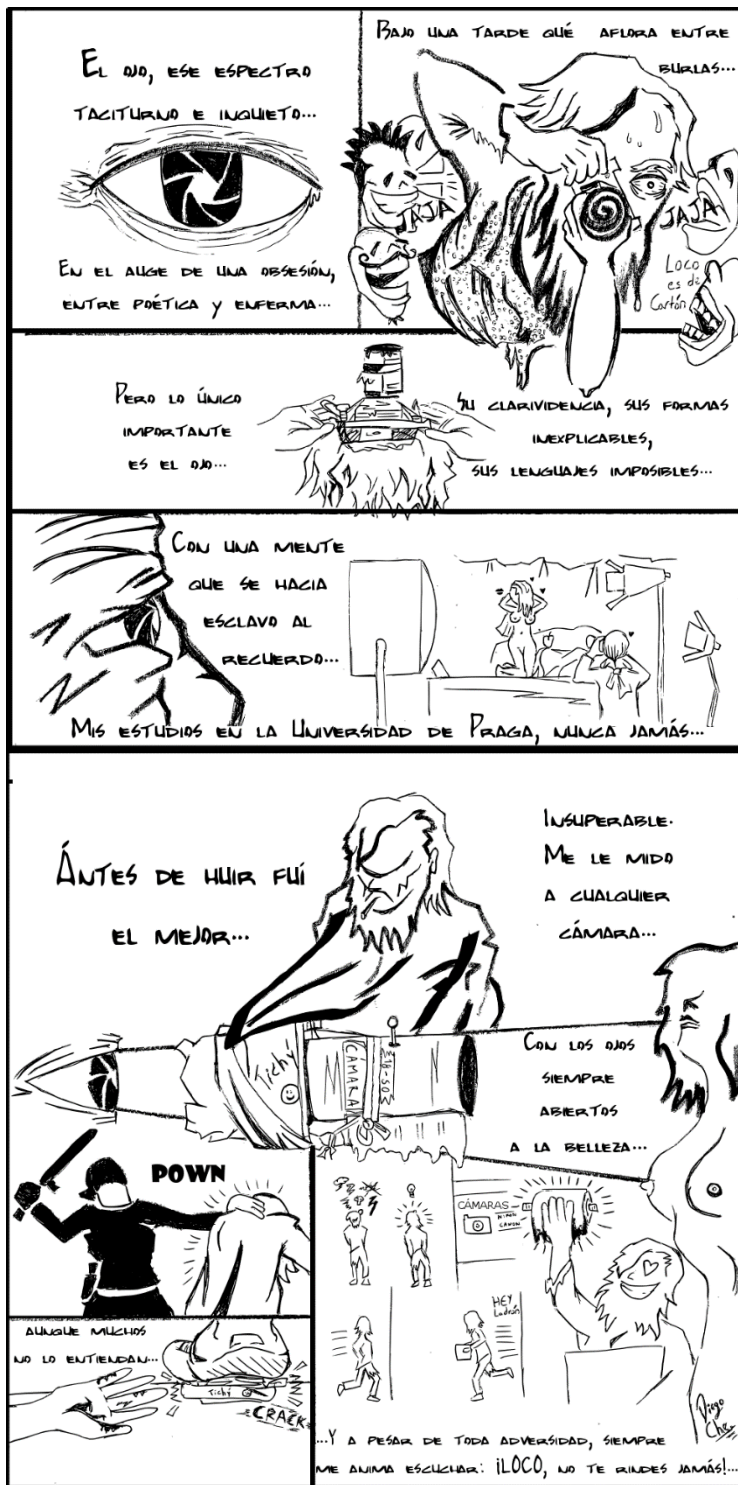 El ojo, ese espectro
taciturno e inquieto...
En el auge de una obsesión,
entre poética y enferma...
Bajo una tarde qué aflora entre
burlas...
JAJA
JAJA
Loco
es de
Cartón
Pero lo único
importante
es el ojo...
Su clarividencia, sus formas
inexplicables,
sus lenguajes imposibles...
Con una mente
que se hacia
esclavo al
recuerdo...
Mis estudios en la Universidad de Praga, nunca jamás...
Ántes de huir fuí
el mejor...
Insuperable.
Me le mido
a cualquier
cámara...
Tichý
CÁMARA
Con los ojos
siempre
abiertos
a la belleza...
POWN
CÁMARAS
CANON
HEY
Ladrón
aunque muchos
no lo entiendan...
Tichý
CRACK
...Y a pesar de toda adversidad, siempre
me anima escuchar: ¡LOCO, no te rindes jamás!...
Diego